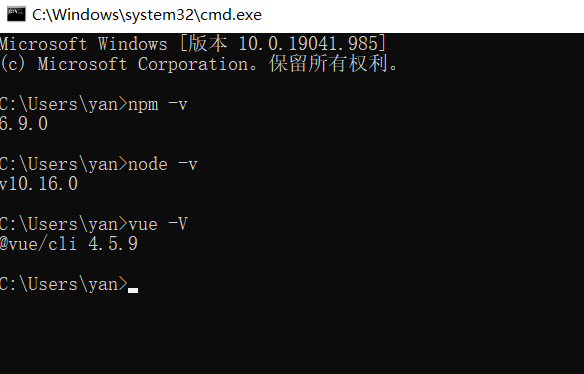 C:\Windows\system32\cmd.exe
Microsoft Windows [版本 10.0.19041.985]
(c) Microsoft Corporation。保留所有权利。
C:\Users\yan>npm -v
6.9.0
C:\Users\yan>node -v
v10.16.0
C:\Users\yan>vue -V
@vue/cli 4.5.9
C:\Users\yan>